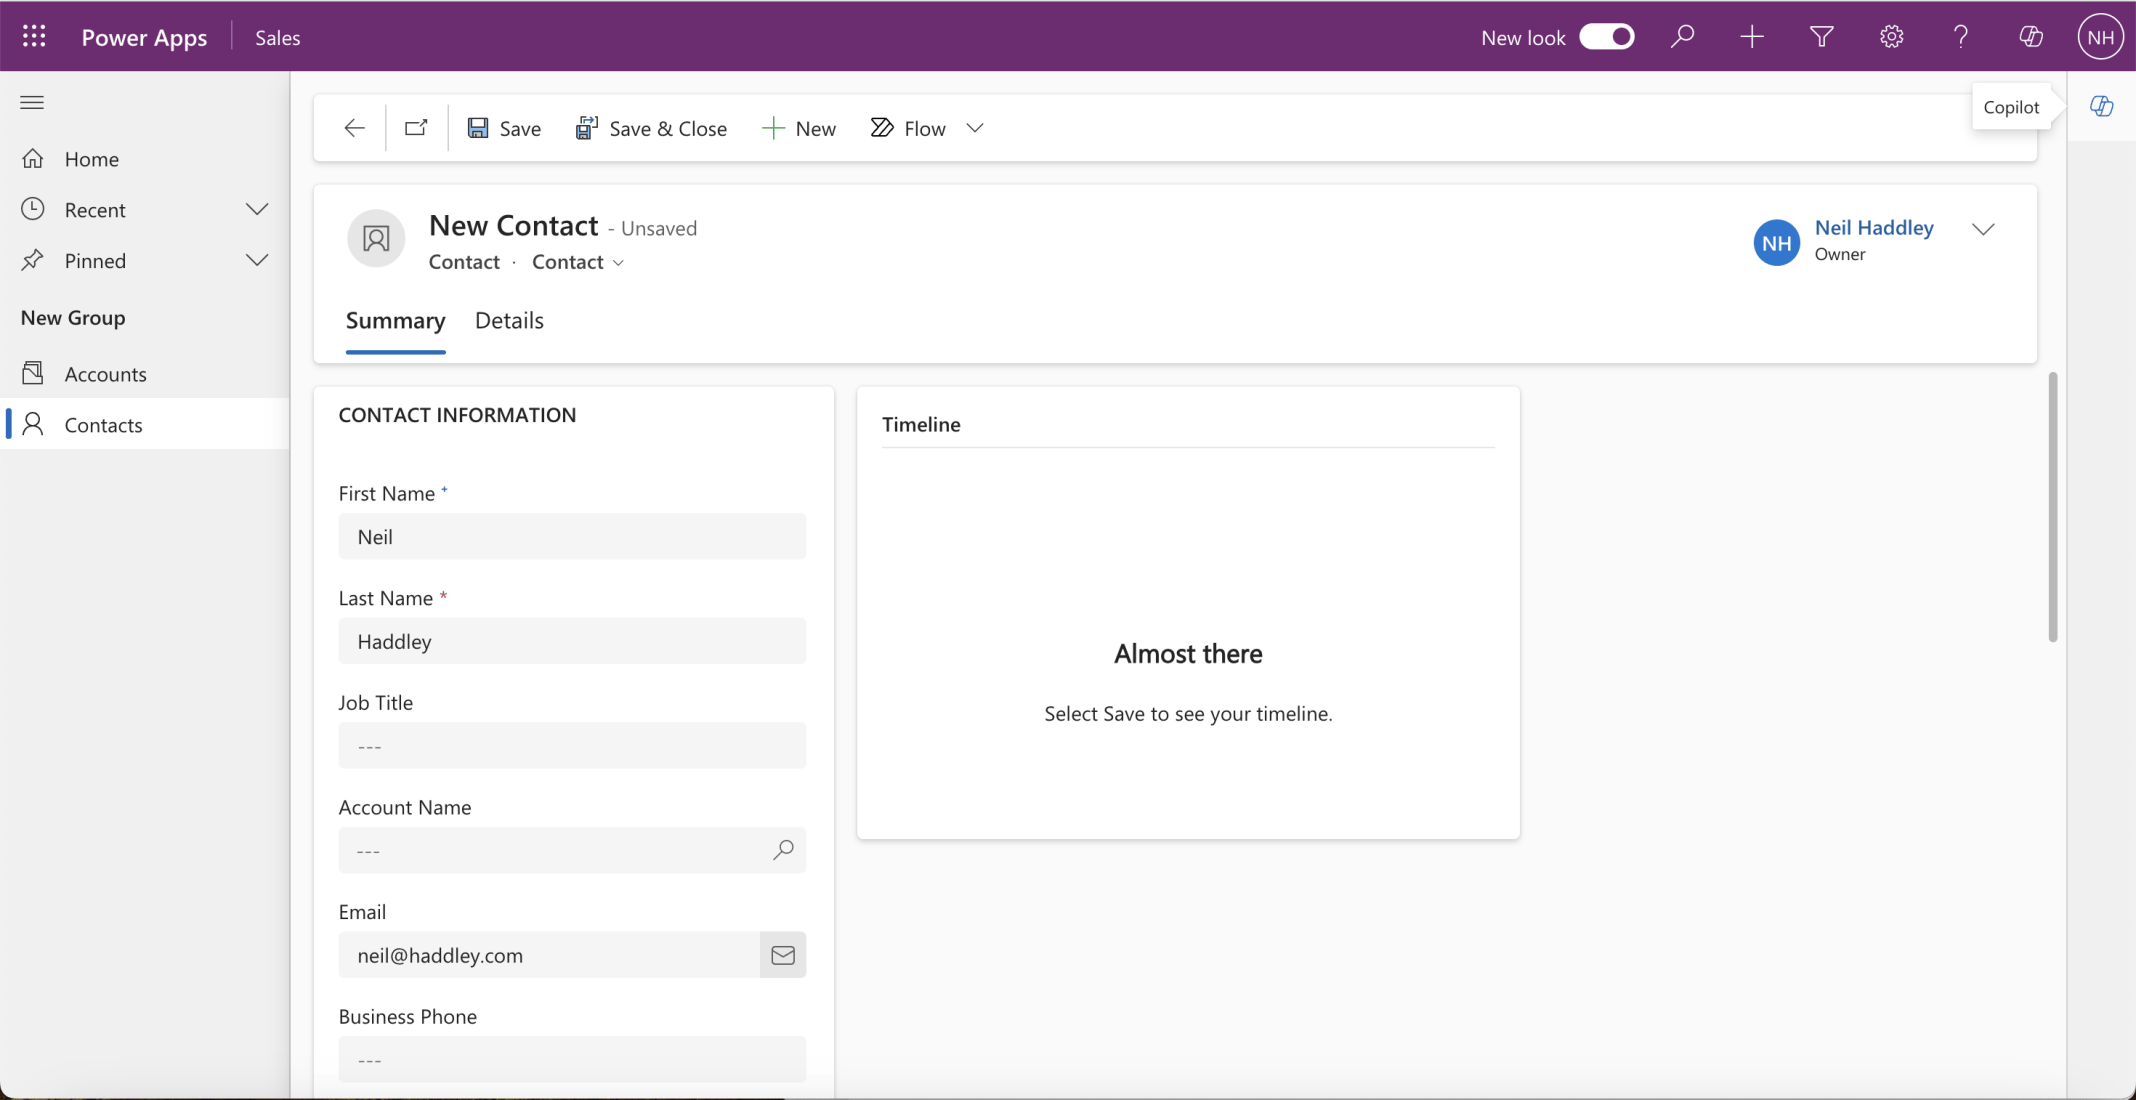 Power Apps Sales New look NH
Copilot
Save Save & Close New Flow
Home
Recent
Pinned
New Group
Accounts
Contacts
New Contact - Unsaved
Contact · Contact
NH Neil Haddley
Owner
Summary Details
CONTACT INFORMATION
First Name +
Neil
Last Name *
Haddley
Job Title
---
Account Name
---
Email
neil@haddley.com
Business Phone
---
Timeline
Almost there
Select Save to see your timeline.